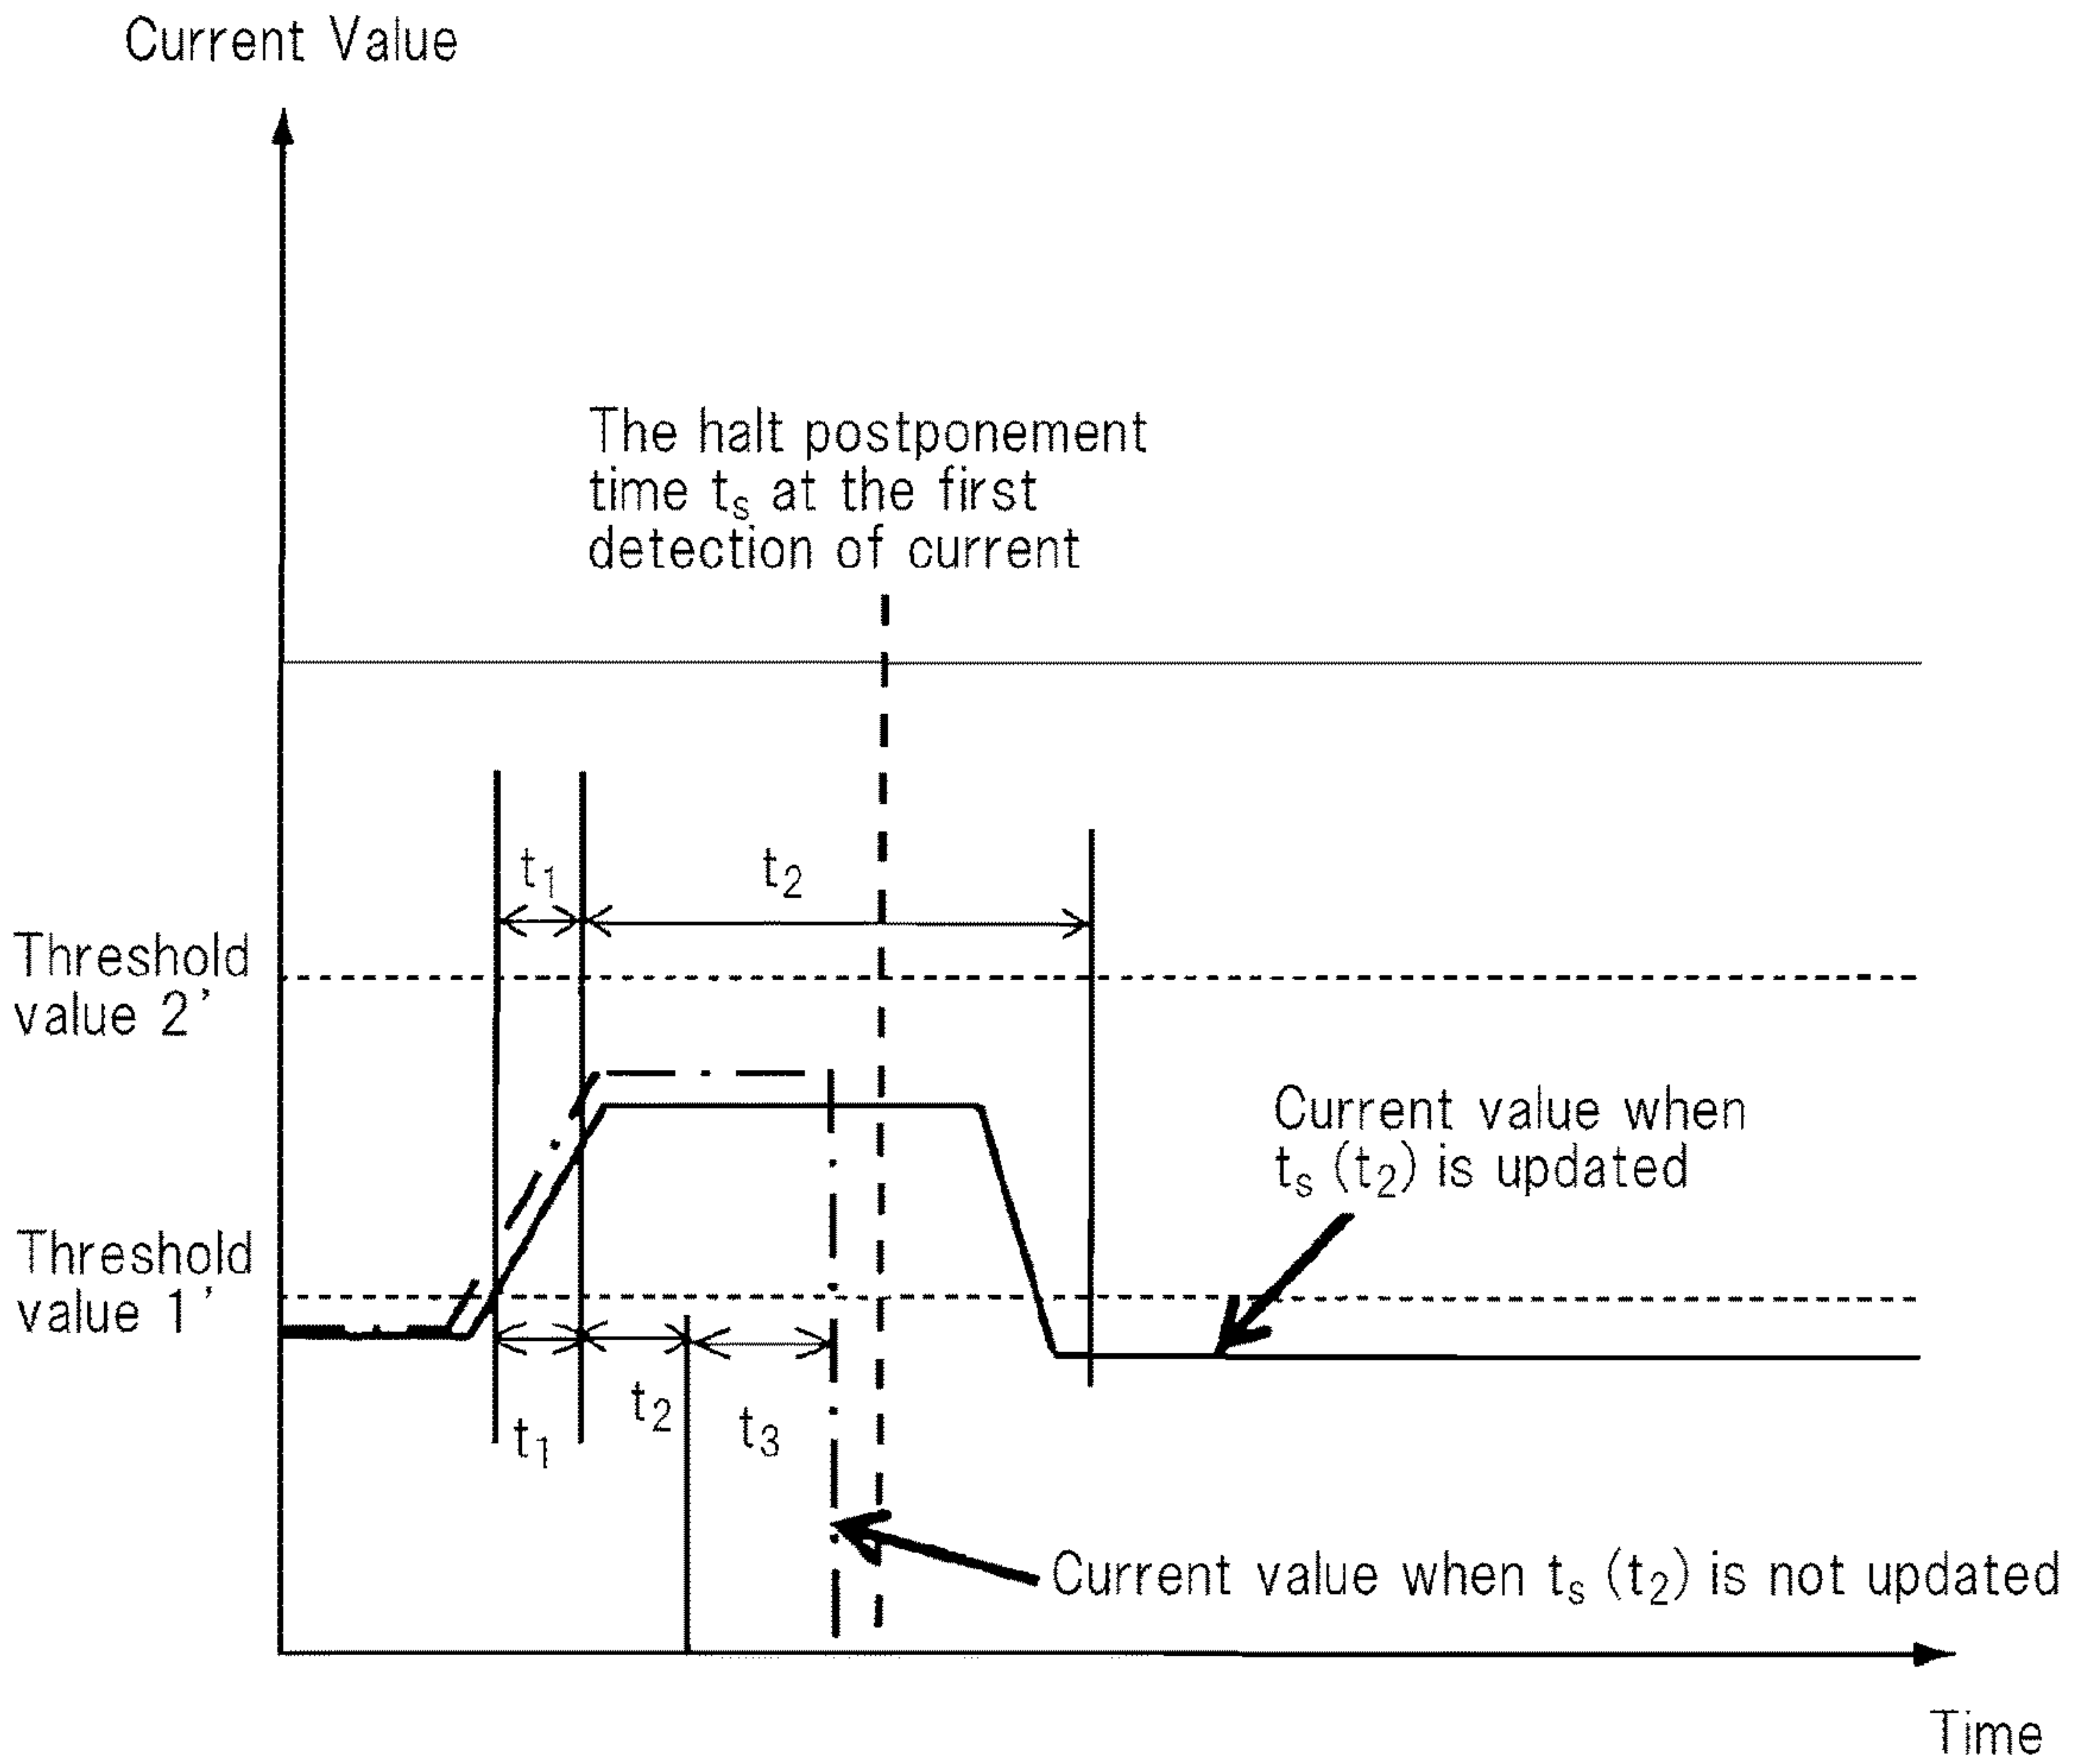 Current Value
The halt postponement
time ts at the first
detection of current
t1
t2
Threshold
value 2'
Current value when
ts (t2) is updated
Threshold
value 1'
t1
t2
t3
Current value when ts (t2) is not updated
Time